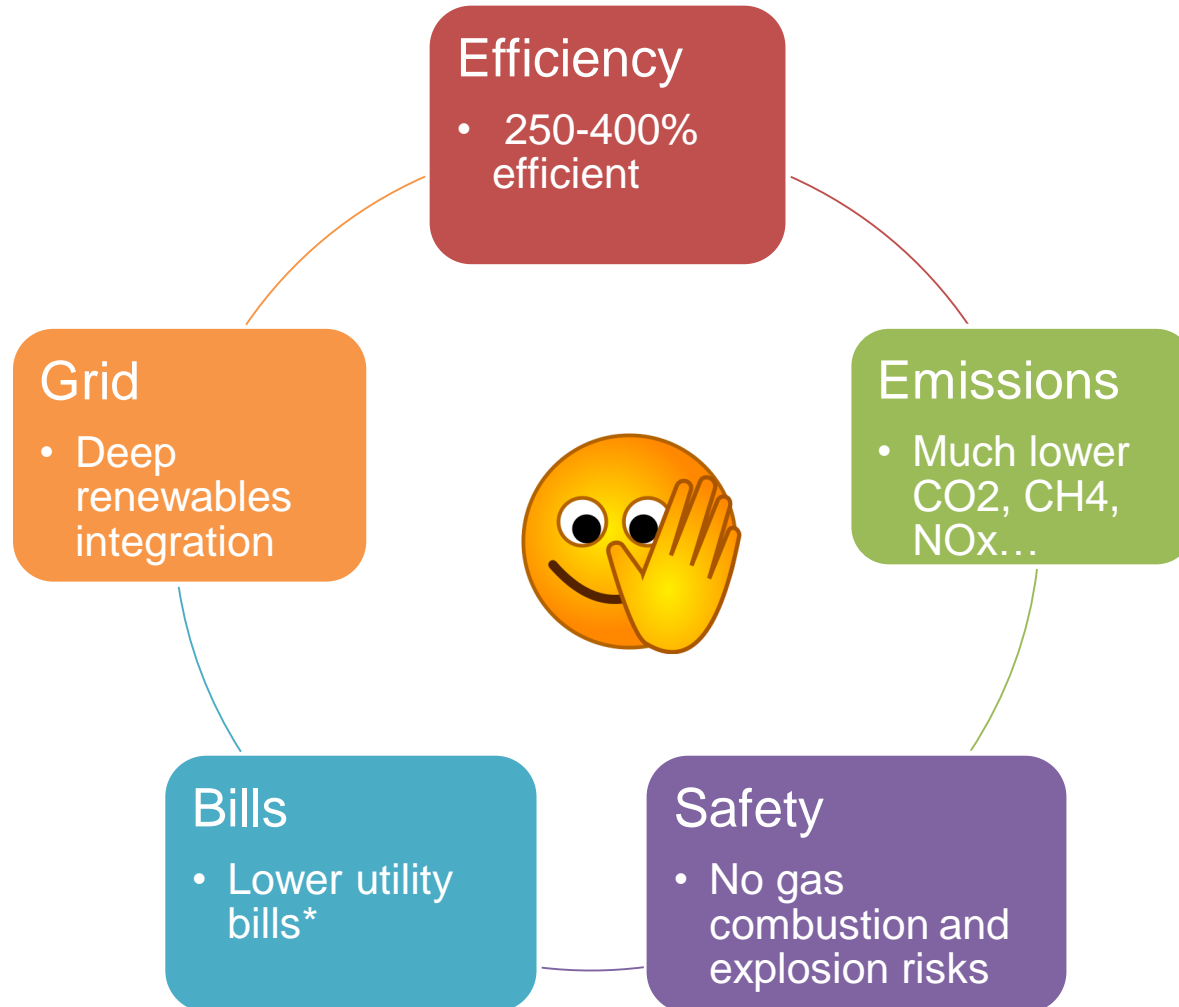 Efficiency
• 250-400%
efficient
Emissions
• Much lower
CO2, CH4,
NOx…
Safety
• No gas
combustion and
explosion risks
Bills
• Lower utility
bills*
Grid
• Deep
renewables
integration